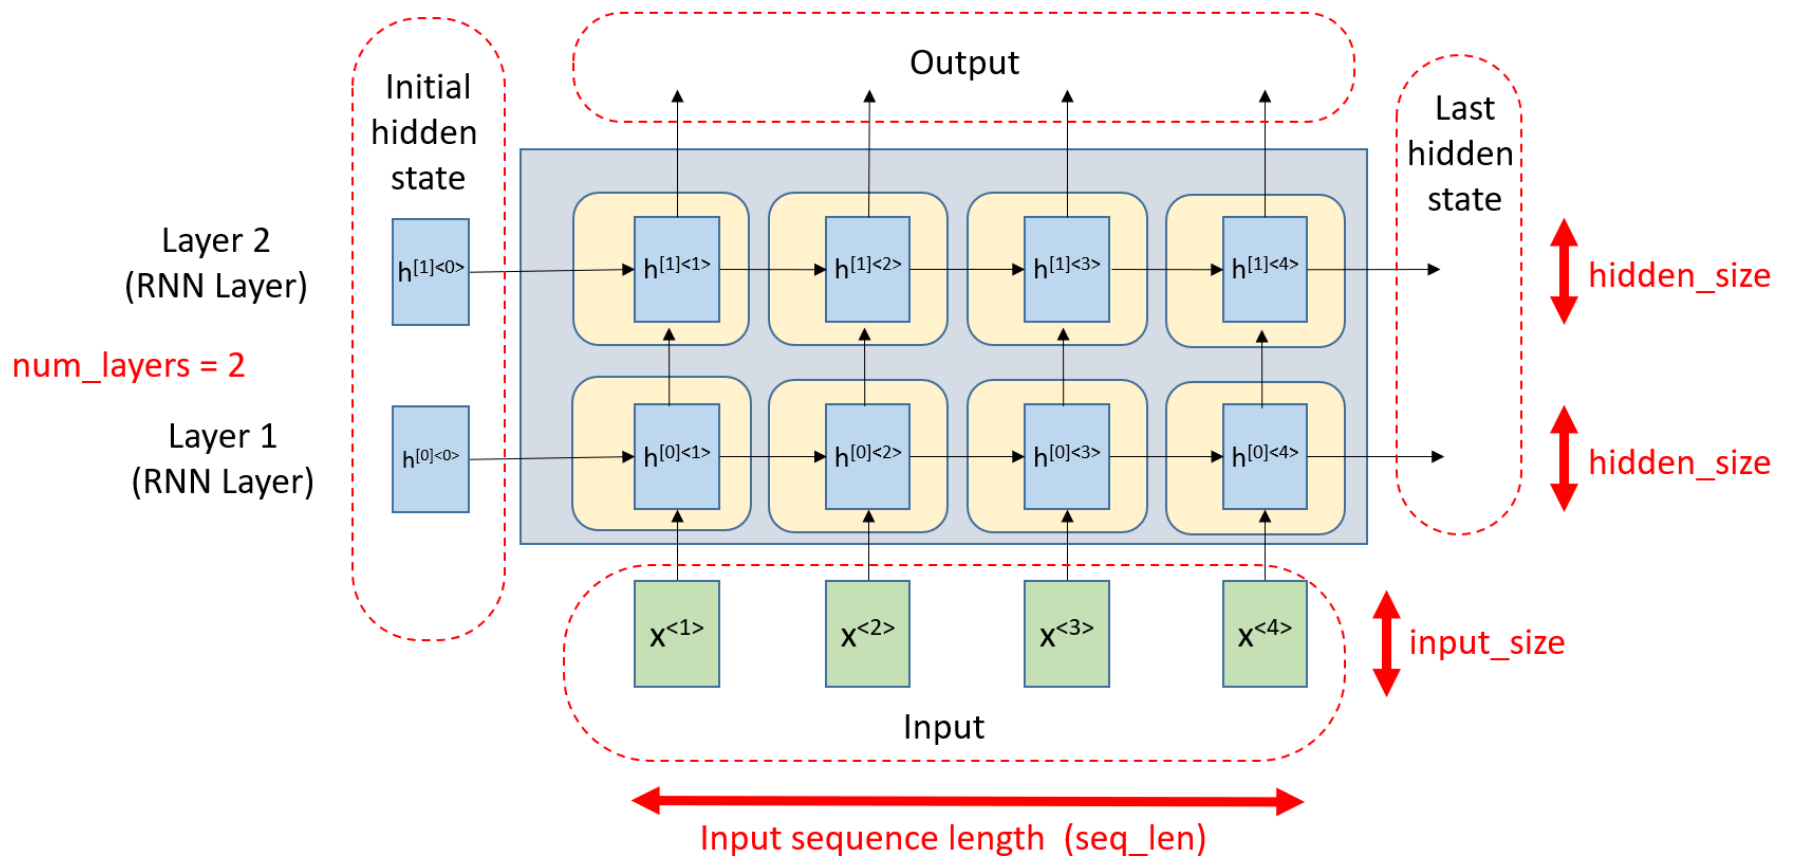 Output
Initial
hidden
state
Last
hidden
state
Layer 2
(RNN Layer)
h[1]<0>
h[1]<1>
h[1]<2>
h[1]<3>
h[1]<4>
hidden_size
num_layers = 2
Layer 1
(RNN Layer)
h[0]<0>
h[0]<1>
h[0]<2>
h[0]<3>
h[0]<4>
hidden_size
x<1>
x<2>
x<3>
x<4>
input_size
Input
Input sequence length (seq_len)